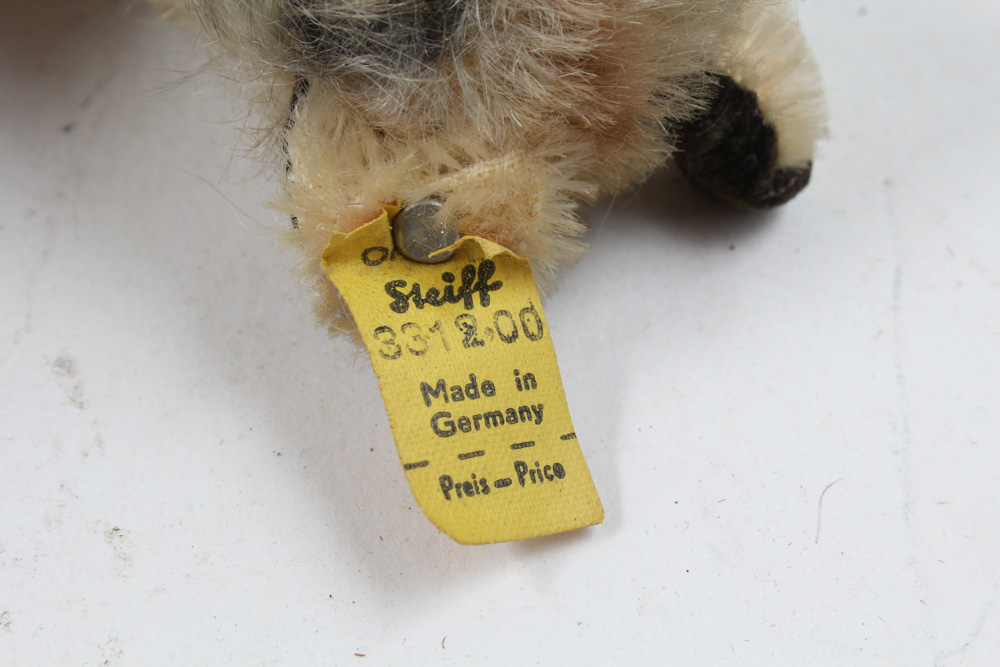 Steiff
3312,00
Made in
Germany
Preis - Price